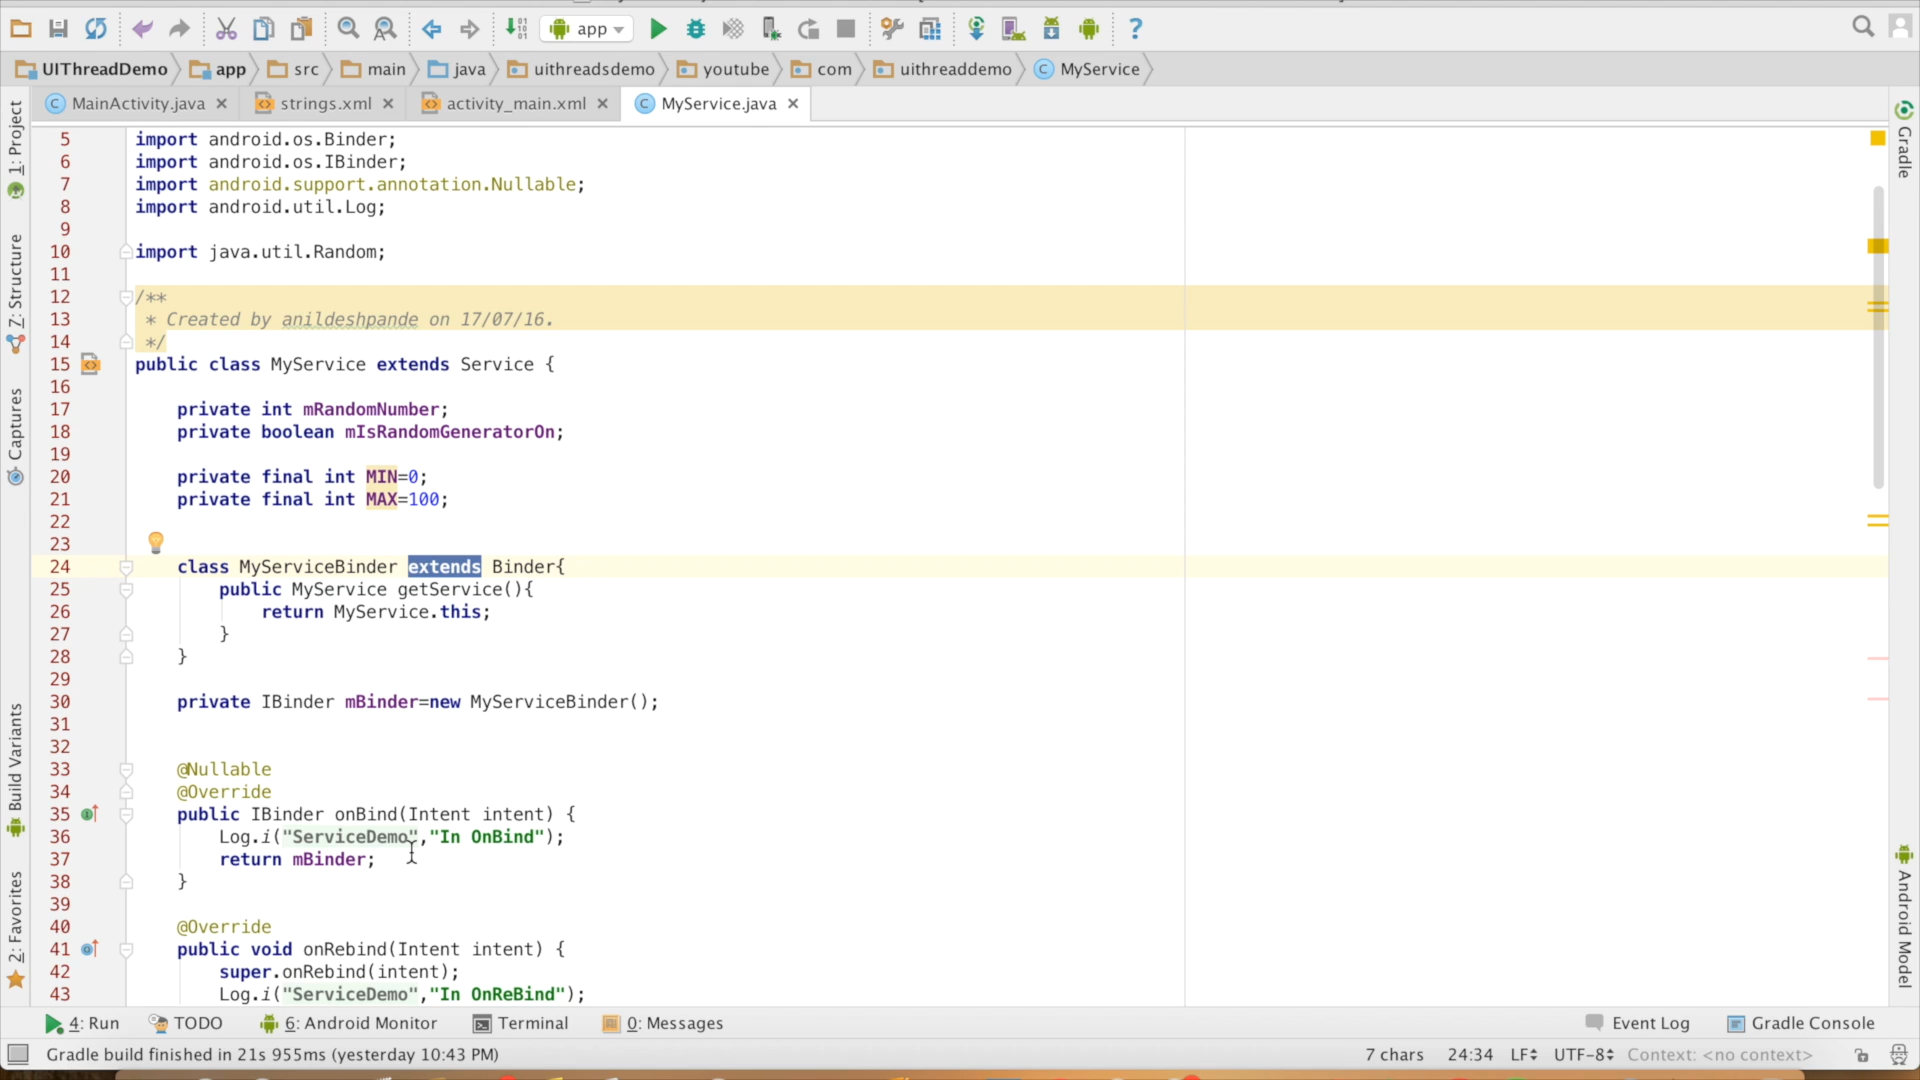 app
UIThreadDemo app src main java uithreadsdemo youtube com uithreaddemo MyService
MainActivity.java strings.xml activity_main.xml MyService.java
1: Project
7: Structure
Captures
Build Variants
2: Favorites
Gradle
Android Model
5 import android.os.Binder;
6 import android.os.IBinder;
7 import android.support.annotation.Nullable;
8 import android.util.Log;
9
10 import java.util.Random;
11
12 /**
13 * Created by anildeshpande on 17/07/16.
14 */
15 public class MyService extends Service {
16
17 private int mRandomNumber;
18 private boolean mIsRandomGeneratorOn;
19
20 private final int MIN=0;
21 private final int MAX=100;
22
23
24 class MyServiceBinder extends Binder{
25 public MyService getService(){
26 return MyService.this;
27 }
28 }
29
30 private IBinder mBinder=new MyServiceBinder();
31
32
33 @Nullable
34 @Override
35 public IBinder onBind(Intent intent) {
36 Log.i("ServiceDemo","In OnBind");
37 return mBinder;
38 }
39
40 @Override
41 public void onRebind(Intent intent) {
42 super.onRebind(intent);
43 Log.i("ServiceDemo","In OnReBind");
4: Run TODO 6: Android Monitor Terminal 0: Messages Event Log Gradle Console
Gradle build finished in 21s 955ms (yesterday 10:43 PM) 7 chars 24:34 LF UTF-8 Context: <no context>